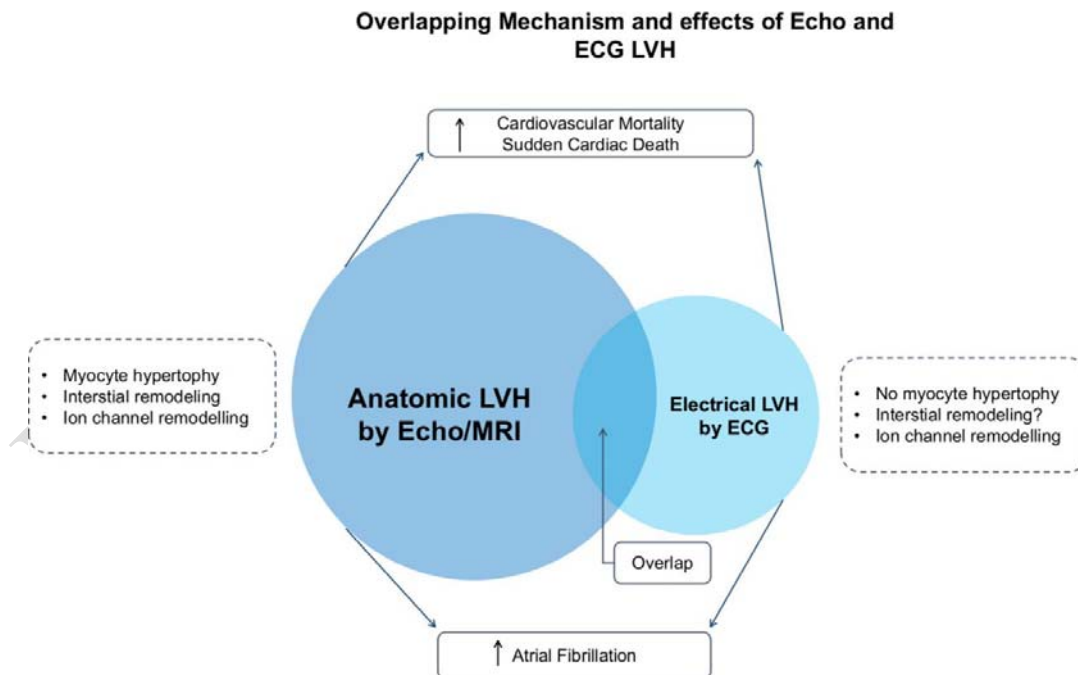 Overlapping Mechanism and effects of Echo and
ECG LVH
↑ Cardiovascular Mortality
Sudden Cardiac Death
• Myocyte hypertophy
• Interstial remodeling
• Ion channel remodelling
Anatomic LVH
by Echo/MRI
Electrical LVH
by ECG
• No myocyte hypertophy
• Interstial remodeling?
• Ion channel remodelling
Overlap
↑ Atrial Fibrillation